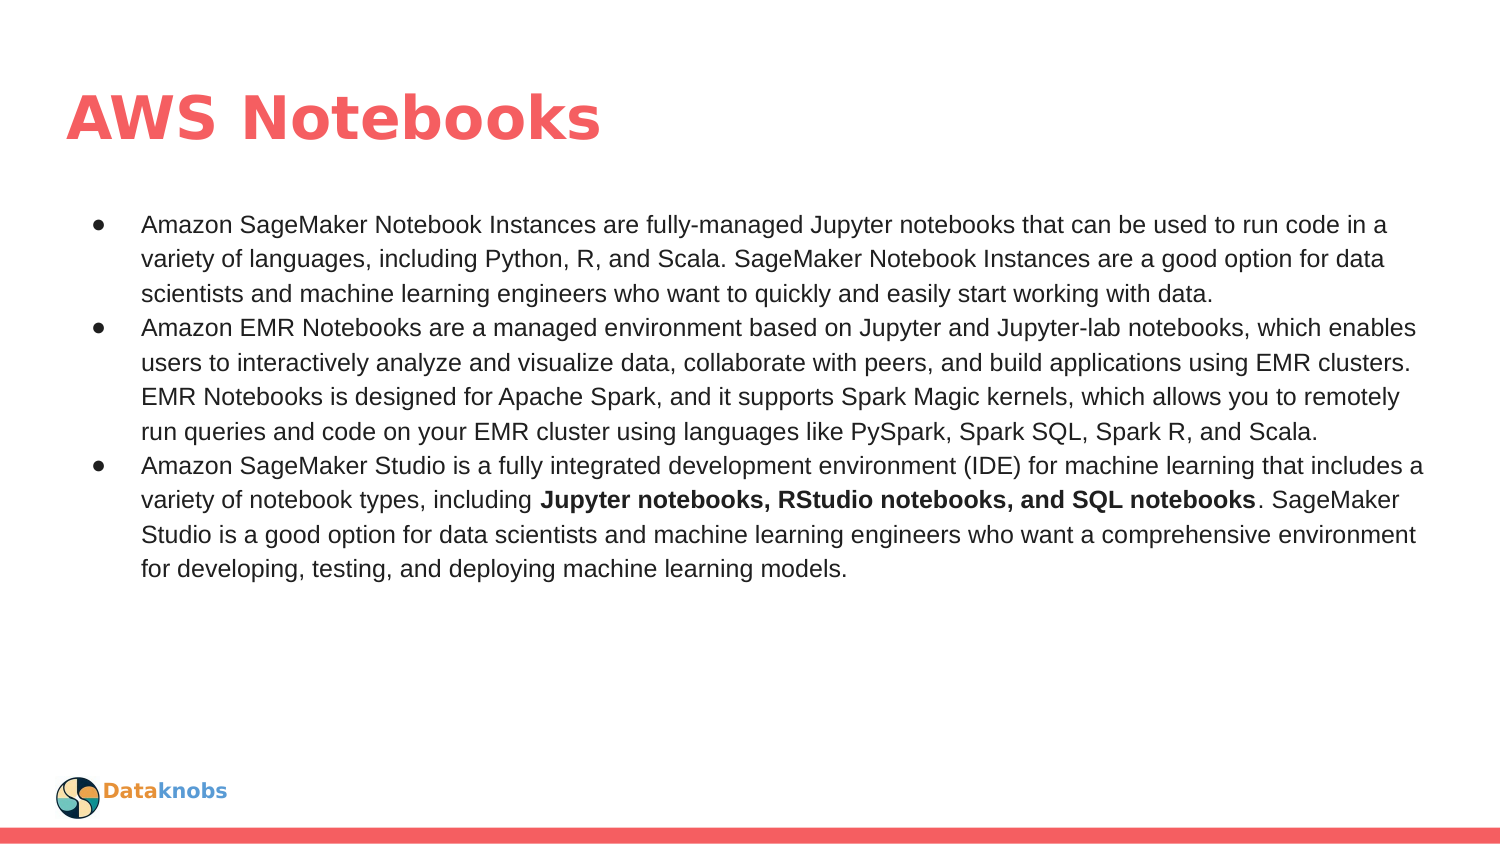 AWS Notebooks
● Amazon SageMaker Notebook Instances are fully-managed Jupyter notebooks that can be used to run code in a
variety of languages, including Python, R, and Scala. SageMaker Notebook Instances are a good option for data
scientists and machine learning engineers who want to quickly and easily start working with data.
● Amazon EMR Notebooks are a managed environment based on Jupyter and Jupyter-lab notebooks, which enables
users to interactively analyze and visualize data, collaborate with peers, and build applications using EMR clusters.
EMR Notebooks is designed for Apache Spark, and it supports Spark Magic kernels, which allows you to remotely
run queries and code on your EMR cluster using languages like PySpark, Spark SQL, Spark R, and Scala.
● Amazon SageMaker Studio is a fully integrated development environment (IDE) for machine learning that includes a
variety of notebook types, including Jupyter notebooks, RStudio notebooks, and SQL notebooks. SageMaker
Studio is a good option for data scientists and machine learning engineers who want a comprehensive environment
for developing, testing, and deploying machine learning models.
Dataknobs